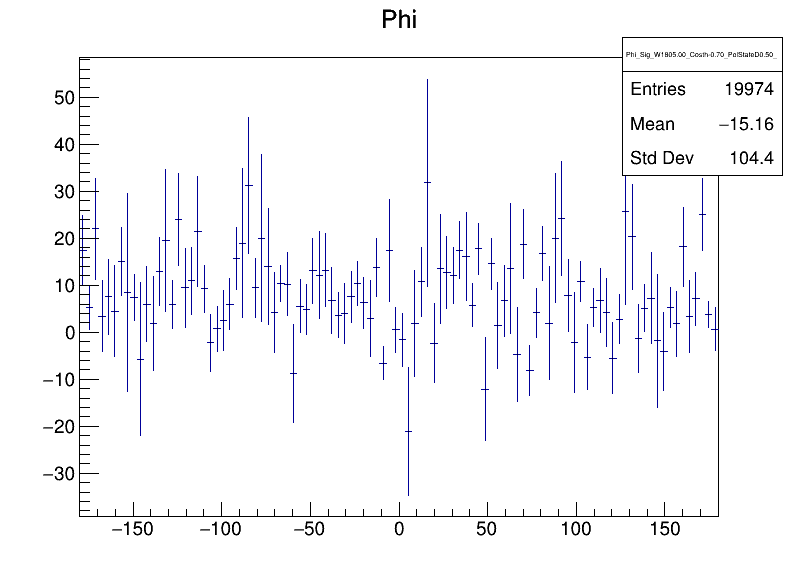 Phi
Phi_Sig_W1605.00_Costh-0.70_PolStateD0.50_
Entries 19974
Mean −15.16
Std Dev 104.4
50
40
30
20
10
0
−10
−20
−30
−150 −100 −50 0 50 100 150